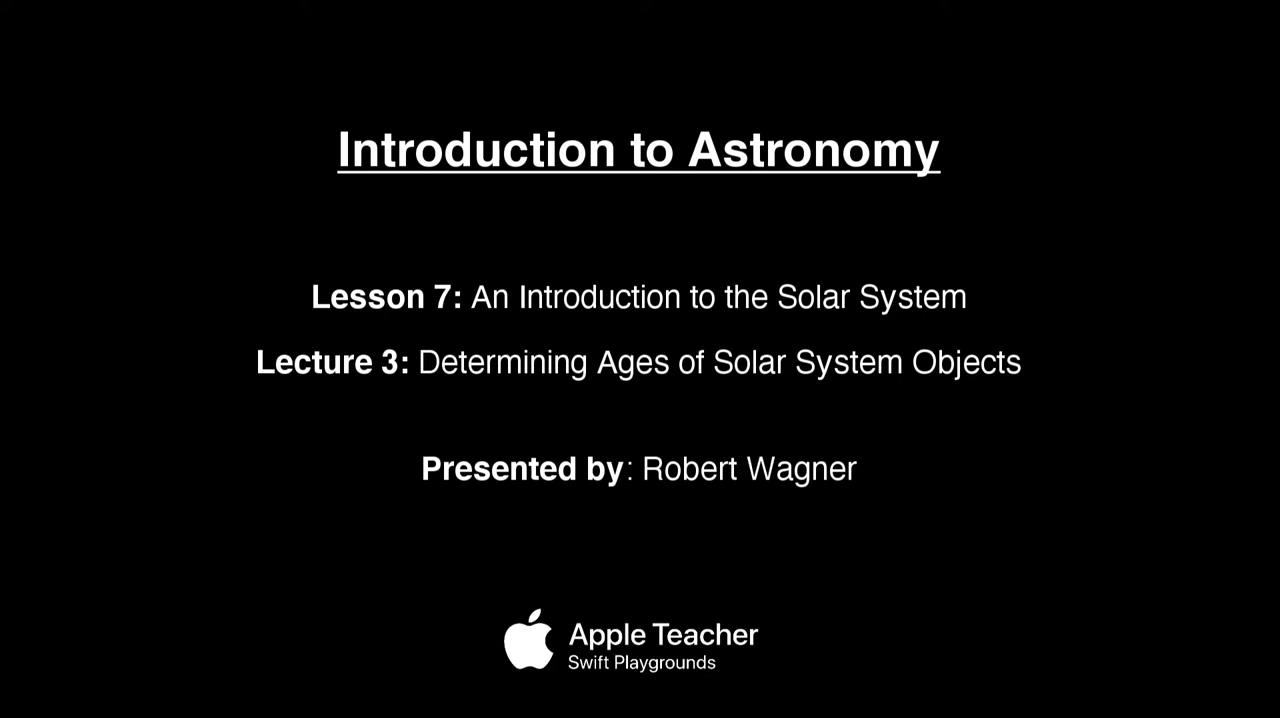 Introduction to Astronomy
Lesson 7: An Introduction to the Solar System
Lecture 3: Determining Ages of Solar System Objects
Presented by: Robert Wagner
Apple Teacher
Swift Playgrounds